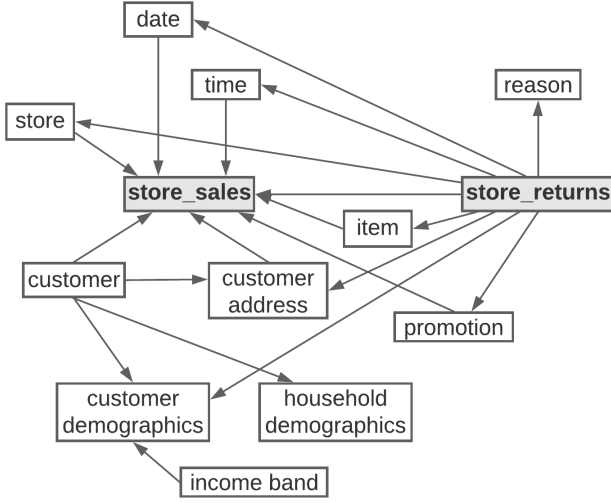 date
time
reason
store
store_sales
store_returns
item
customer
customer
address
promotion
customer
demographics
household
demographics
income band